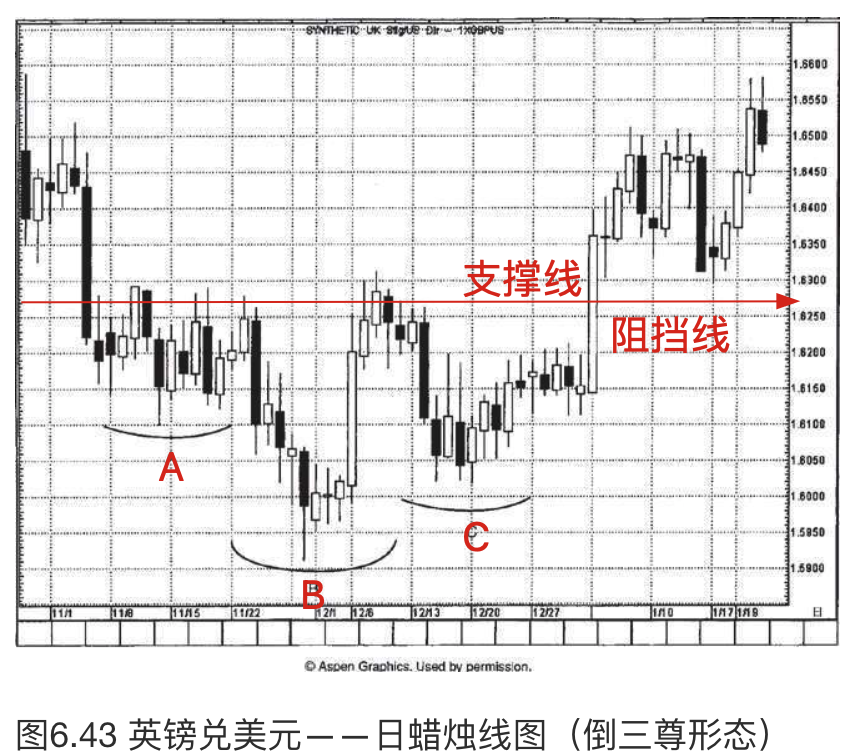 SYNTHETIC UK Stlg/US Dlr - 1XGBPUS
1.6600
1.6550
1.6500
1.6450
1.6400
1.6350
1.6300
支撑线
1.6250
阻挡线
1.6200
1.6150
1.6100
1.6050
A
1.6000
C
1.5950
1.5900
B
11/1 11/8 11/15 11/22 12/1 12/6 12/13 12/20 12/27 1/10 1/17 1/19 日
© Aspen Graphics. Used by permission.
图6.43 英镑兑美元——日蜡烛线图（倒三尊形态）